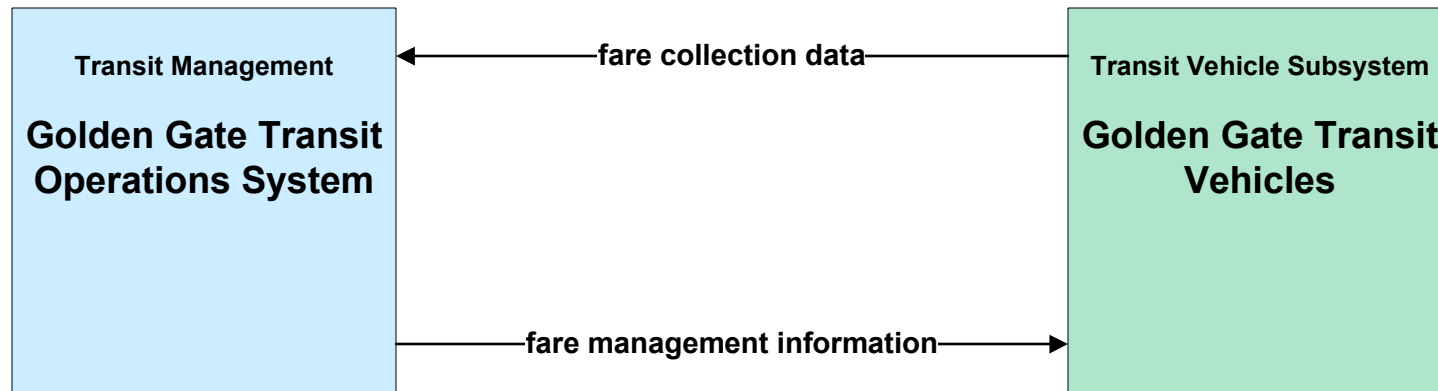 Transit Management
Golden Gate Transit
Operations System
fare collection data
fare management information
Transit Vehicle Subsystem
Golden Gate Transit
Vehicles